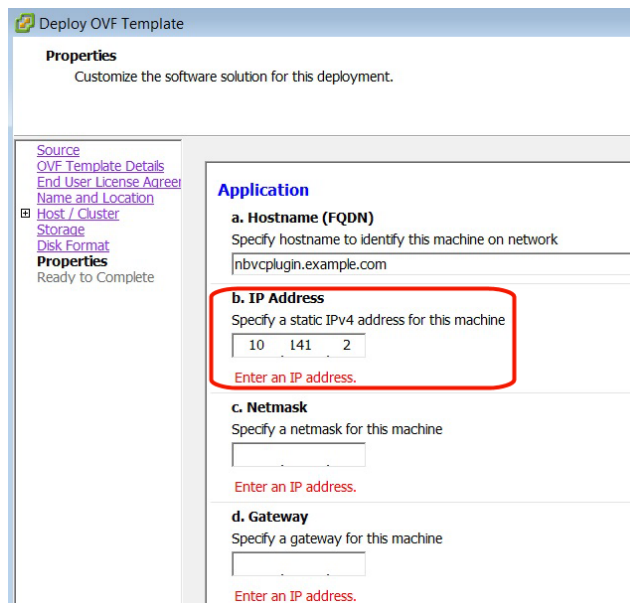 Deploy OVF Template
Properties
Customize the software solution for this deployment.
Source
OVF Template Details
End User License Agreer
Name and Location
Host / Cluster
Storage
Disk Format
Properties
Ready to Complete
Application
a. Hostname (FQDN)
Specify hostname to identify this machine on network
nbvcplugin.example.com
b. IP Address
Specify a static IPv4 address for this machine
10 . 141 . 2
Enter an IP address.
c. Netmask
Specify a netmask for this machine
Enter an IP address.
d. Gateway
Specify a gateway for this machine
Enter an IP address.